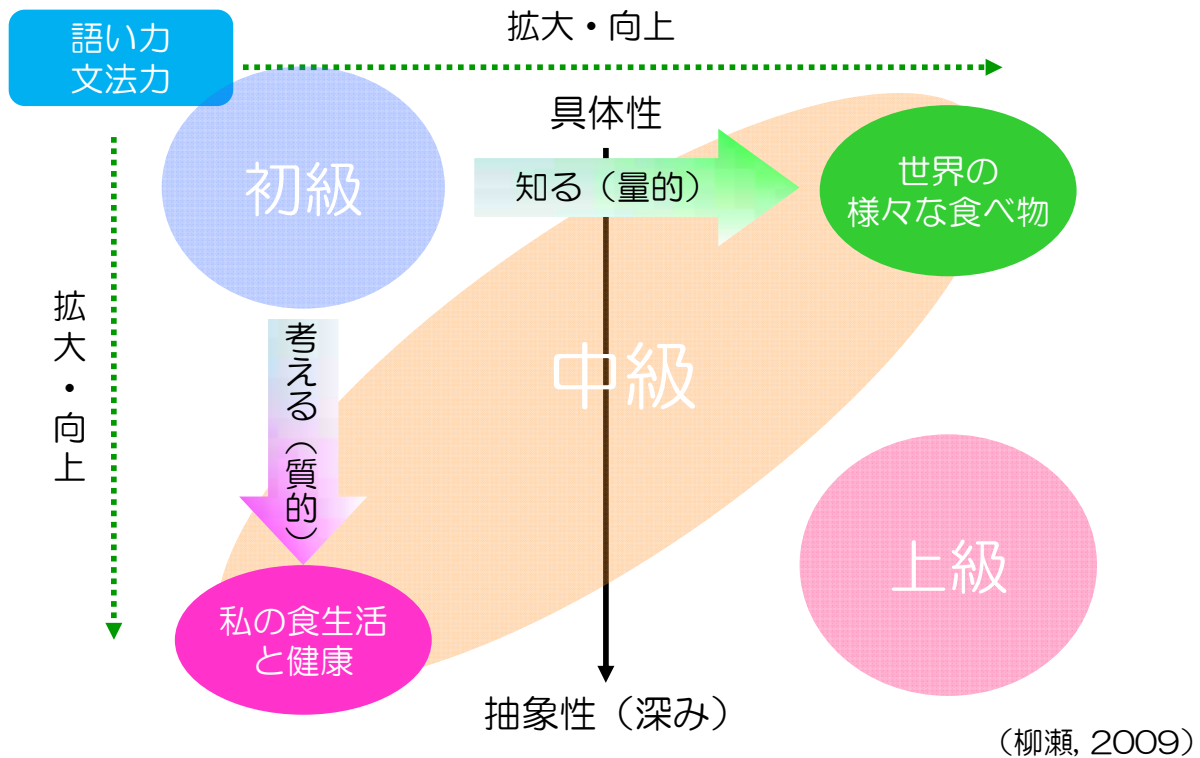 語い力
文法力
拡大・向上
具体性
初級
知る（量的）
世界の
様々な食べ物
拡大・向上
考える（質的）
中級
上級
私の食生活
と健康
抽象性（深み）
（柳瀬, 2009）